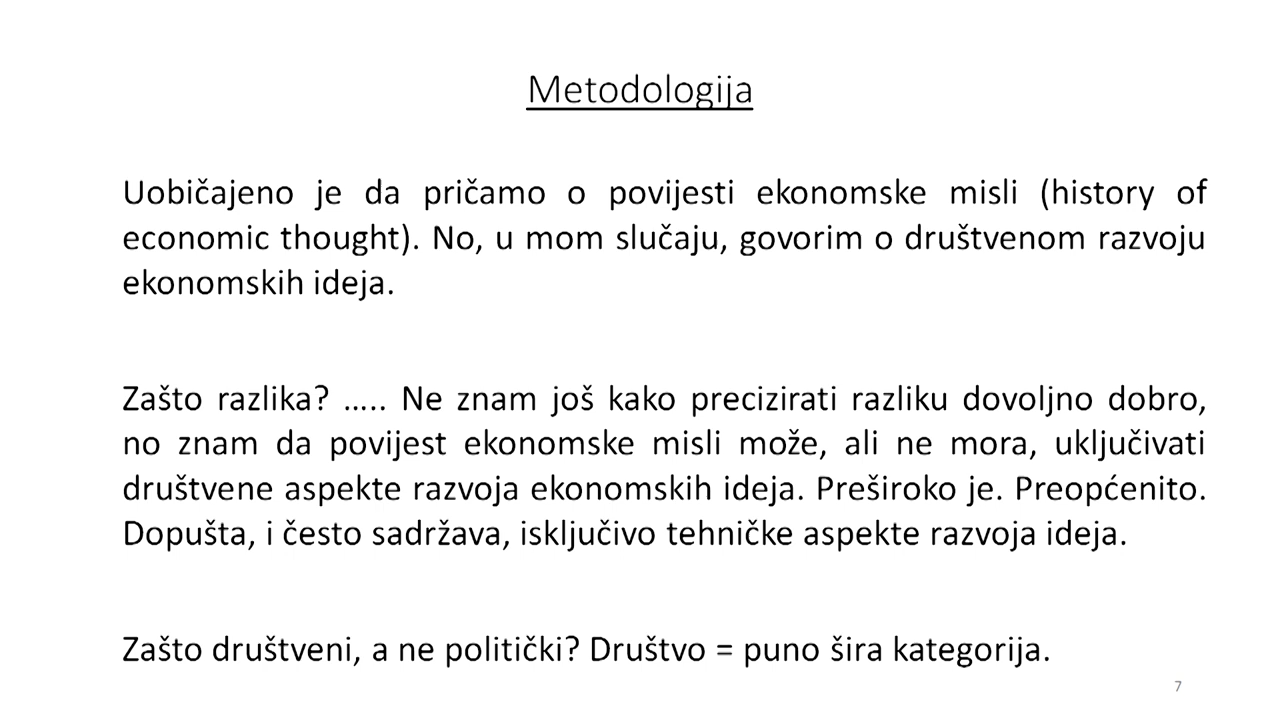 Metodologija
Uobičajeno je da pričamo o povijesti ekonomske misli (history of
economic thought). No, u mom slučaju, govorim o društvenom razvoju
ekonomskih ideja.
Zašto razlika? ..... Ne znam još kako precizirati razliku dovoljno dobro,
no znam da povijest ekonomske misli može, ali ne mora, uključivati
društvene aspekte razvoja ekonomskih ideja. Preširoko je. Preopćenito.
Dopušta, i često sadržava, isključivo tehničke aspekte razvoja ideja.
Zašto društveni, a ne politički? Društvo = puno šira kategorija.
7